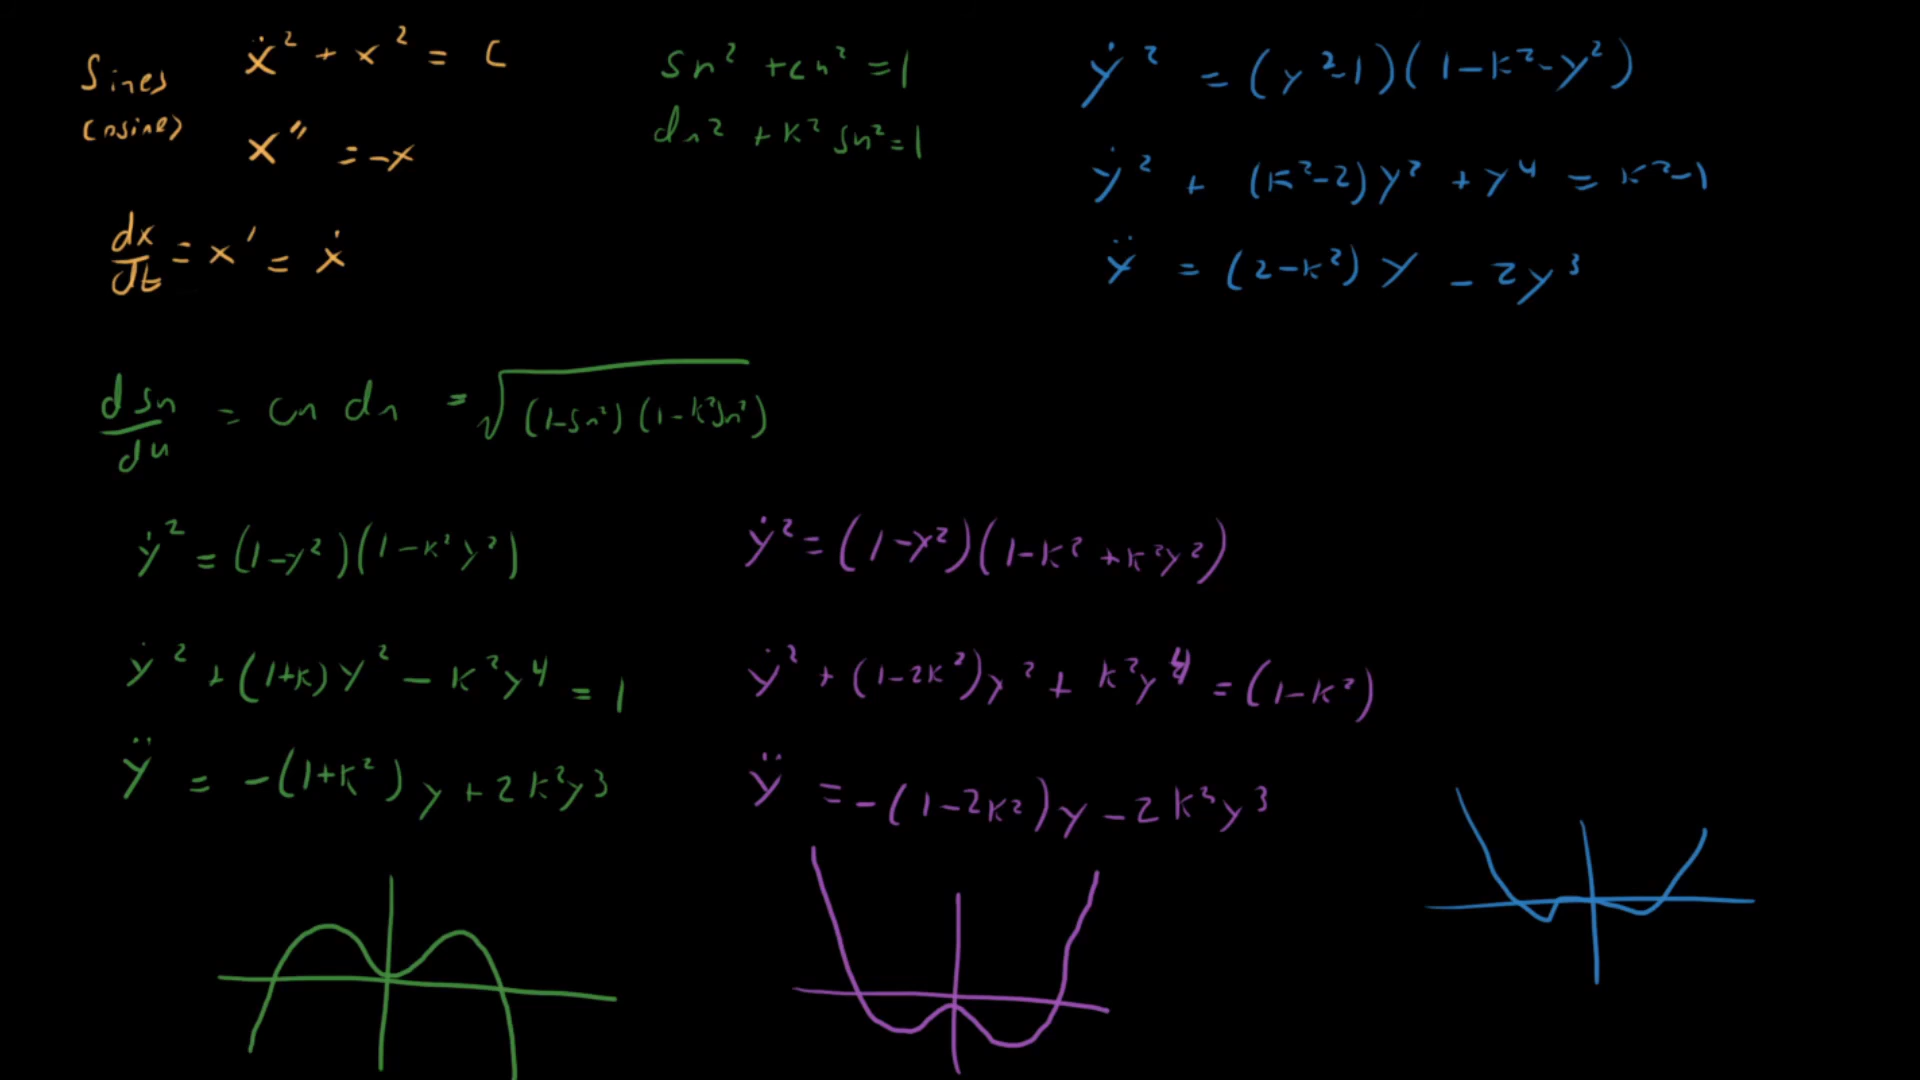 Sines ẋ² + x² = c
(cosine) x″ = -x
dx/dt = x′ = ẋ
sn² + cn² = 1
dn² + k² sn² = 1
ẏ² = (y²-1)(1-k²-y²)
ẏ² + (k²-2)y² + y⁴ = k²-1
ÿ = (2-k²)y - 2y³
d sn/du = cn dn = √(1-sn²)(1-k²sn²)
ẏ² = (1-y²)(1-k²y²)
ẏ² + (1+k)y² - k²y⁴ = 1
ÿ = -(1+k²)y + 2k²y³
ẏ² = (1-y²)(1-k²+k²y²)
ẏ² + (1-2k²)y² + k²y⁴ = (1-k²)
ÿ = -(1-2k²)y - 2k²y³